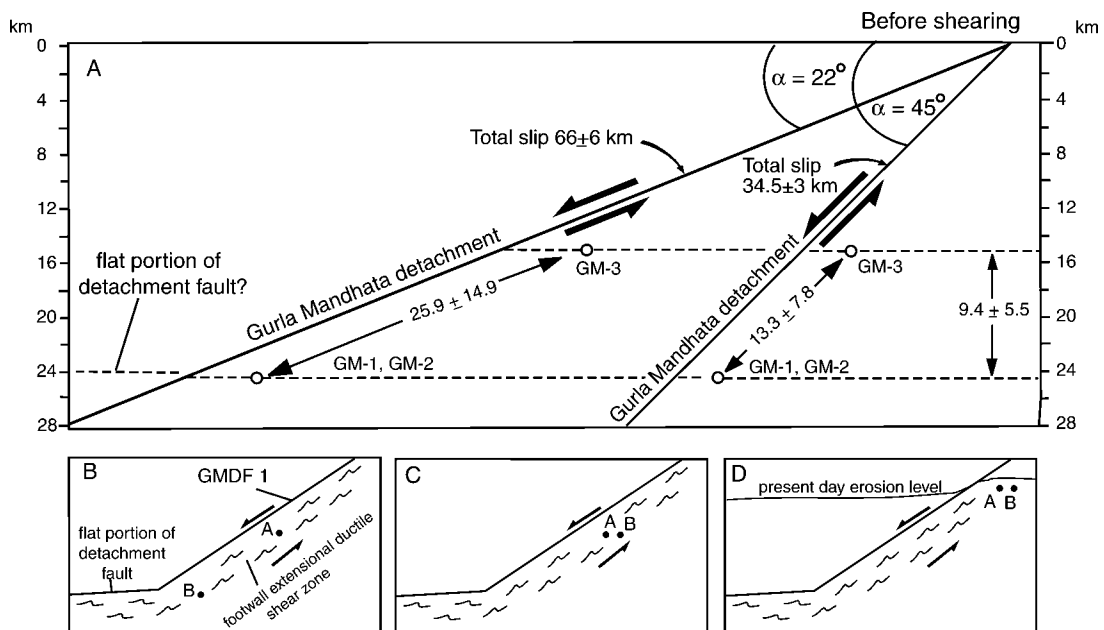 Before shearing
km
km
0
4
8
12
16
20
24
28
0
4
8
12
16
20
24
28
A
α = 22°
α = 45°
Total slip 66±6 km
Total slip
34.5±3 km
Gurla Mandhata detachment
Gurla Mandhata detachment
flat portion of
detachment fault?
GM-3
GM-3
25.9 ± 14.9
13.3 ± 7.8
9.4 ± 5.5
GM-1, GM-2
GM-1, GM-2
B
GMDF 1
flat portion of
detachment
fault
A
B
footwall extensional ductile
shear zone
C
A B
D
present day erosion level
A B